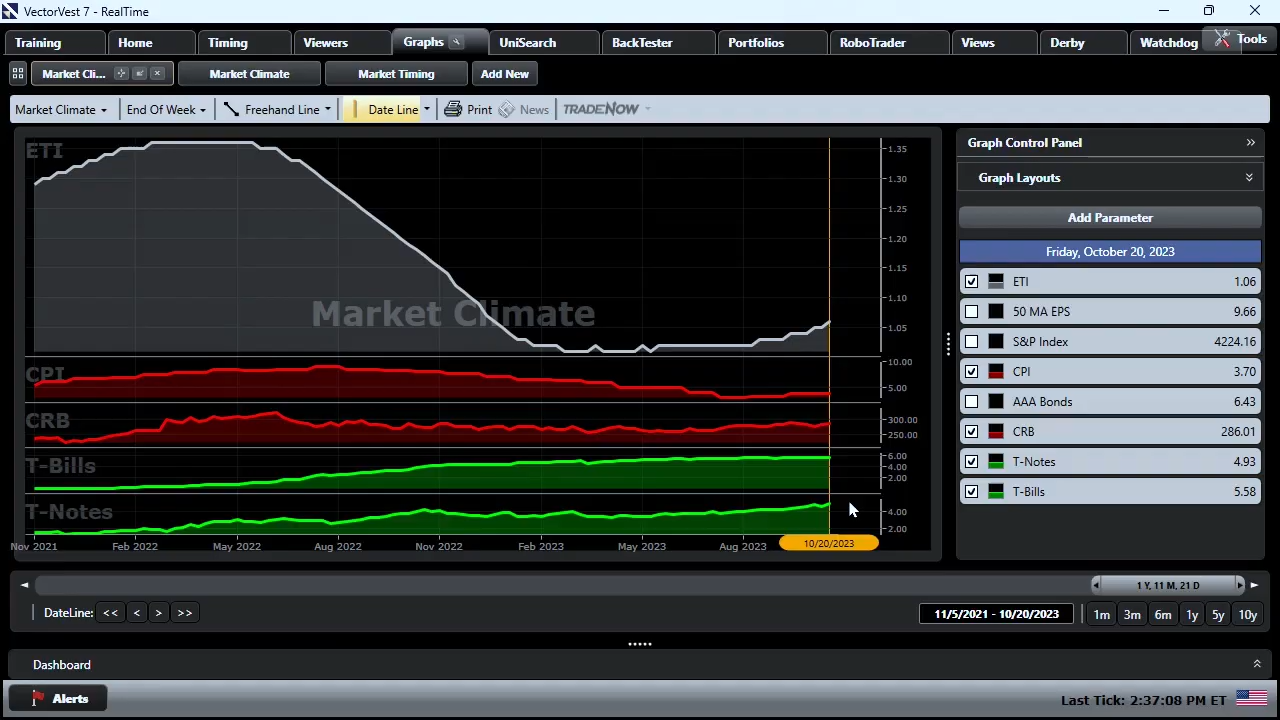 VectorVest 7 - RealTime
Training Home Timing Viewers Graphs UniSearch BackTester Portfolios RoboTrader Views Derby Watchdog Tools
Market Cli... Market Climate Market Timing Add New
Market Climate End Of Week Freehand Line Date Line Print News TRADENOW
ETI
1.35
1.30
1.25
1.20
1.15
1.10
1.05
Market Climate
CPI
10.00
5.00
CRB
300.00
250.00
T-Bills
6.00
4.00
2.00
T-Notes
4.00
2.00
Nov 2021 Feb 2022 May 2022 Aug 2022 Nov 2022 Feb 2023 May 2023 Aug 2023 10/20/2023
Graph Control Panel
Graph Layouts
Add Parameter
Friday, October 20, 2023
ETI 1.06
50 MA EPS 9.66
S&P Index 4224.16
CPI 3.70
AAA Bonds 6.43
CRB 286.01
T-Notes 4.93
T-Bills 5.58
1 Y, 11 M, 21 D
DateLine: << < > >> 11/5/2021 - 10/20/2023 1m 3m 6m 1y 5y 10y
Dashboard
Alerts Last Tick: 2:37:08 PM ET